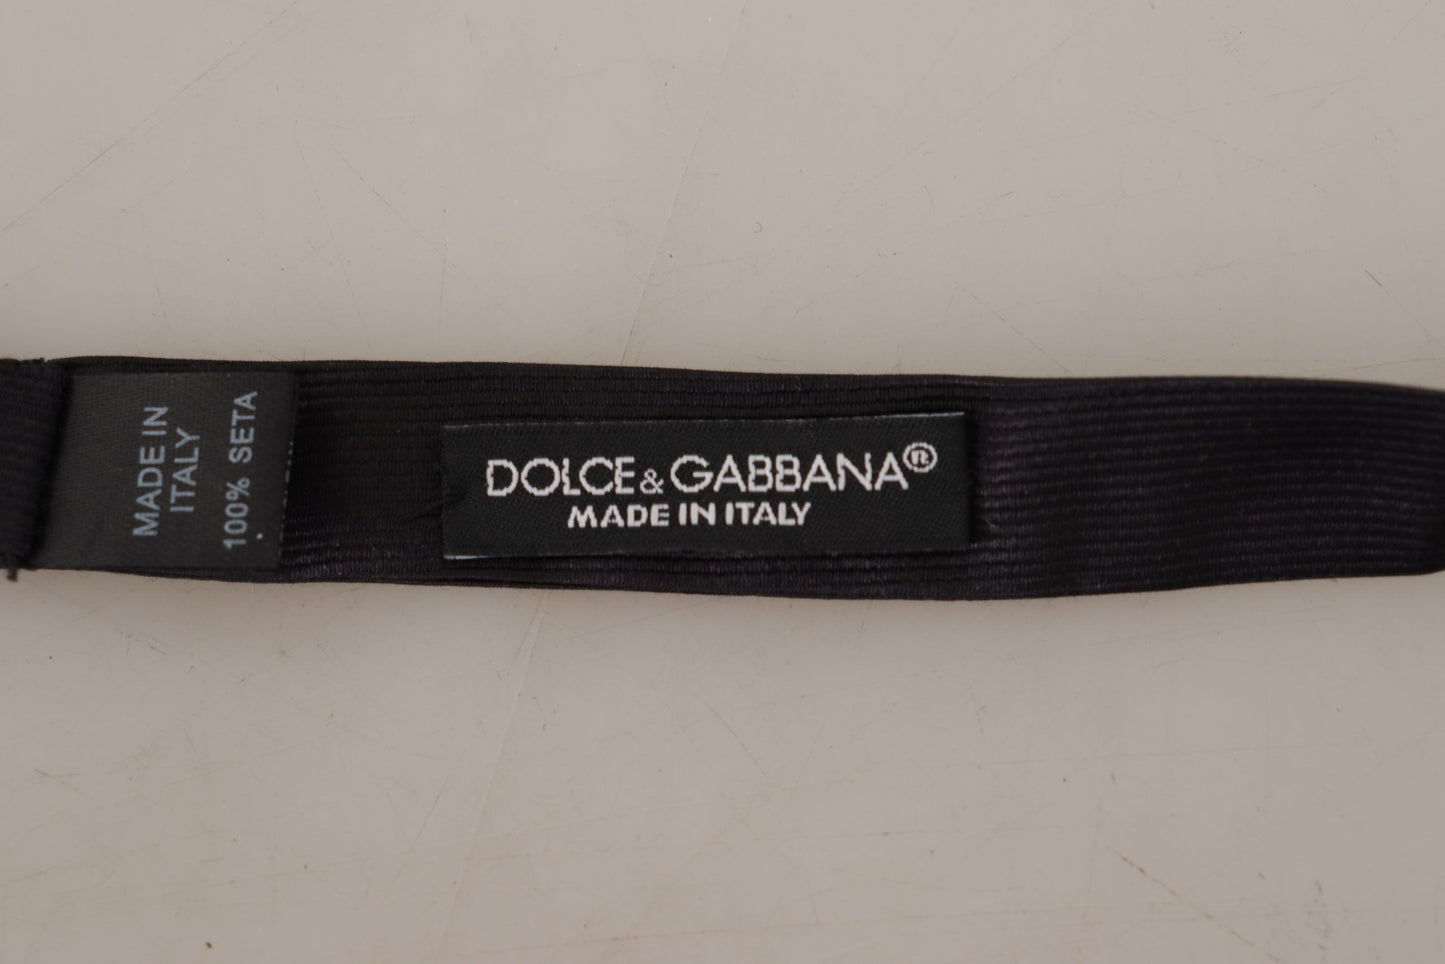 MADE IN
ITALY
100% SETA
DOLCE & GABBANA®
MADE IN ITALY